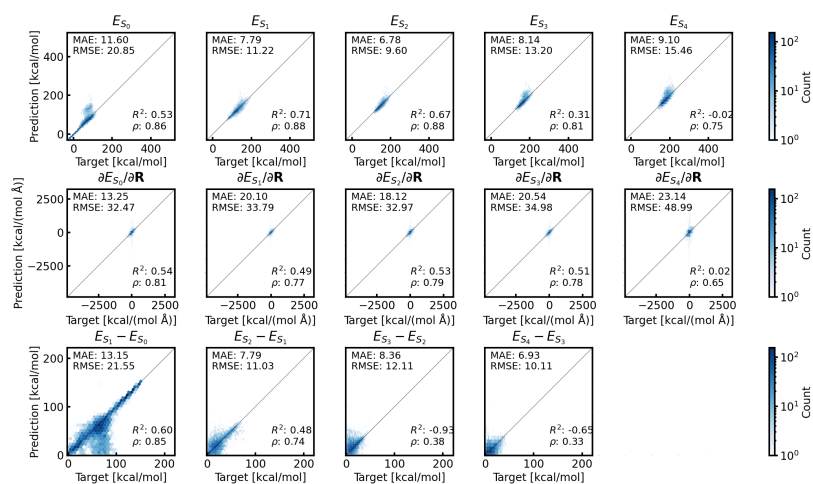 E_{S_0} E_{S_1} E_{S_2} E_{S_3} E_{S_4}
MAE: 11.60
RMSE: 20.85
R²: 0.53
ρ: 0.86
MAE: 7.79
RMSE: 11.22
R²: 0.71
ρ: 0.88
MAE: 6.78
RMSE: 9.60
R²: 0.67
ρ: 0.88
MAE: 8.14
RMSE: 13.20
R²: 0.31
ρ: 0.81
MAE: 9.10
RMSE: 15.46
R²: -0.02
ρ: 0.75
Prediction [kcal/mol]
400
200
0
0 200 400
0 200 400
0 200 400
0 200 400
0 200 400
Target [kcal/mol] Target [kcal/mol] Target [kcal/mol] Target [kcal/mol] Target [kcal/mol]
10²
10¹
10⁰
Count
∂E_{S_0}/∂R ∂E_{S_1}/∂R ∂E_{S_2}/∂R ∂E_{S_3}/∂R ∂E_{S_4}/∂R
MAE: 13.25
RMSE: 32.47
R²: 0.54
ρ: 0.81
MAE: 20.10
RMSE: 33.79
R²: 0.49
ρ: 0.77
MAE: 18.12
RMSE: 32.97
R²: 0.53
ρ: 0.79
MAE: 20.54
RMSE: 34.98
R²: 0.51
ρ: 0.78
MAE: 23.14
RMSE: 48.99
R²: 0.02
ρ: 0.65
Prediction [kcal/(mol Å)]
2500
0
−2500
−2500 0 2500
−2500 0 2500
−2500 0 2500
−2500 0 2500
−2500 0 2500
Target [kcal/(mol Å)] Target [kcal/(mol Å)] Target [kcal/(mol Å)] Target [kcal/(mol Å)] Target [kcal/(mol Å)]
10²
10¹
10⁰
Count
E_{S_1} − E_{S_0} E_{S_2} − E_{S_1} E_{S_3} − E_{S_2} E_{S_4} − E_{S_3}
MAE: 13.15
RMSE: 21.55
R²: 0.60
ρ: 0.85
MAE: 7.79
RMSE: 11.03
R²: 0.48
ρ: 0.74
MAE: 8.36
RMSE: 12.11
R²: -0.93
ρ: 0.38
MAE: 6.93
RMSE: 10.11
R²: -0.65
ρ: 0.33
Prediction [kcal/mol]
200
100
0
0 100 200
0 100 200
0 100 200
0 100 200
Target [kcal/mol] Target [kcal/mol] Target [kcal/mol] Target [kcal/mol]
10²
10¹
10⁰
Count